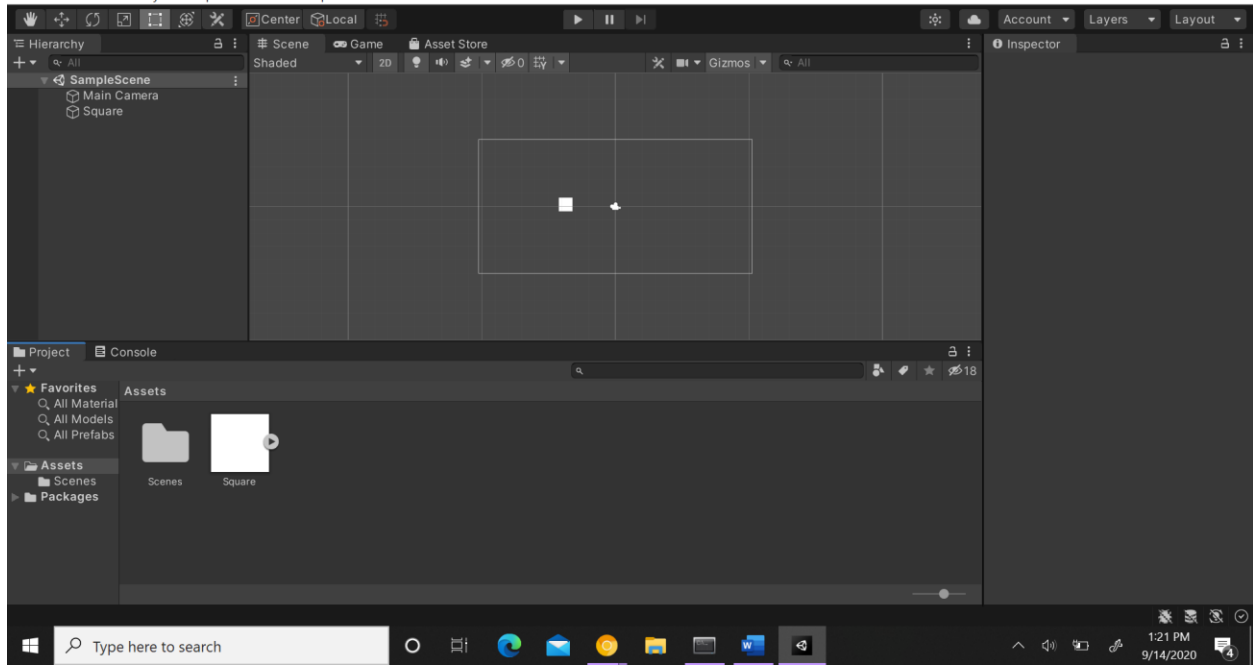 Center Local
Account Layers Layout
Hierarchy
Scene Game Asset Store
Inspector
All
Shaded 2D 0 Gizmos All
SampleScene
Main Camera
Square
Project Console
18
Favorites
All Material
All Models
All Prefabs
Assets
Scenes
Packages
Assets
Scenes Square
Type here to search
1:21 PM
9/14/2020
4